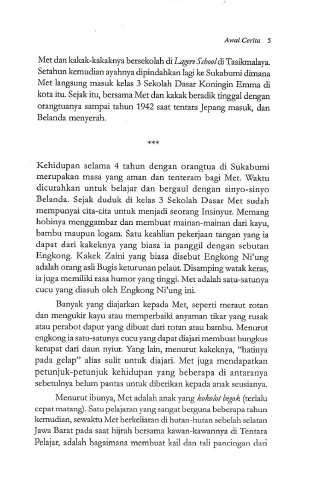 Awal Cerita 5
Met dan kakak-kakaknya bersekolah di Lagere School di Tasikmalaya.
Setahun kemudian ayahnya dipindahkan lagi ke Sukabumi dimana
Met langsung masuk kelas 3 Sekolah Dasar Koningin Emma di
kota itu. Sejak itu, bersama Met dan kakak beradik tinggal dengan
orangtuanya sampai tahun 1942 saat tentara Jepang masuk, dan
Belanda menyerah.
***
Kehidupan selama 4 tahun dengan orangtua di Sukabumi
merupakan masa yang aman dan tenteram bagi Met. Waktu
dicurahkan untuk belajar dan bergaul dengan sinyo-sinyo
Belanda. Sejak duduk di kelas 3 Sekolah Dasar Met sudah
mempunyai cita-cita untuk menjadi seorang Insinyur. Memang
hobinya menggambar dan membuat mainan-mainan dari kayu,
bambu maupun logam. Satu keahlian pekerjaan tangan yang ia
dapat dari kakeknya yang biasa ia panggil dengan sebutan
Engkong. Kakek Zaini yang biasa disebut Engkong Ni'ung
adalah orang asli Bugis keturunan pelaut. Disamping watak keras,
ia juga memiliki rasa humor yang tinggi. Met adalah satu-satunya
cucu yang diasuh oleh Engkong Ni'ung ini.
Banyak yang diajarkan kepada Met, seperti meraut rotan
dan mengukir kayu atau memperbaiki anyaman tikar yang rusak
atau perabot dapur yang dibuat dari rotan atau bambu. Menurut
engkong ia satu-satunya cucu yang dapat diajari membuat bungkus
ketupat dari daun nyiur. Yang lain, menurut kakeknya, "hatinya
pada gelap" alias sulit untuk diajari. Met juga mendapatkan
petunjuk-petunjuk kehidupan yang beberapa di antaranya
sebetulnya belum pantas untuk diberikan kepada anak seusianya.
Menurut ibunya, Met adalah anak yang kokolot begok (terlalu
cepat matang). Satu pelajaran yang sangat berguna beberapa tahun
kemudian, sewaktu Met berkeliaran di hutan-hutan sebelah selatan
Jawa Barat pada saat hijrah bersama kawan-kawannya di Tentara
Pelajar, adalah bagaimana membuat kail dan tali pancingan dari